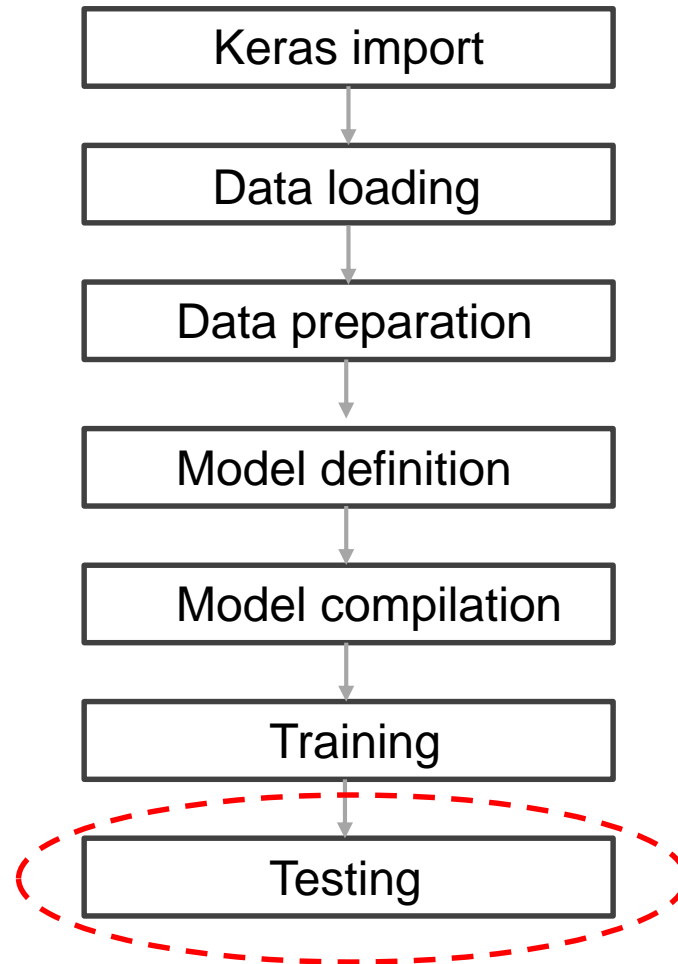 Keras import
Data loading
Data preparation
Model definition
Model compilation
Training
Testing